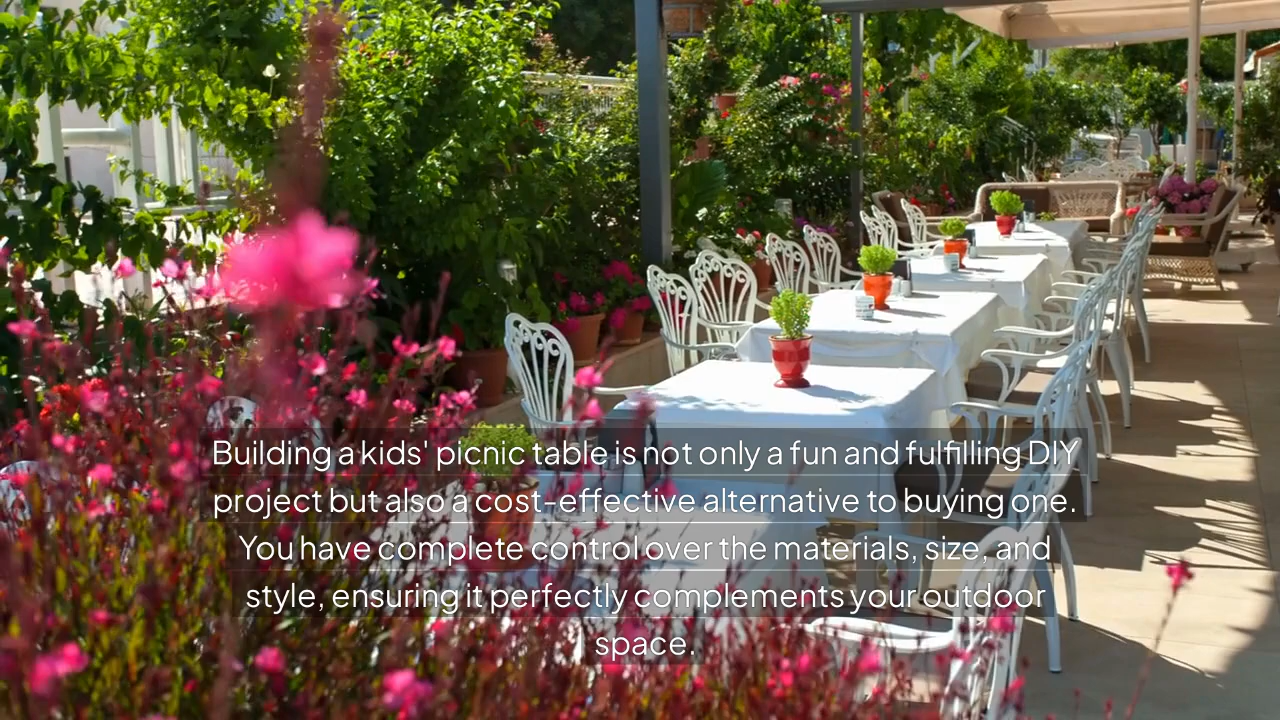 Building a kids' picnic table is not only a fun and fulfilling DIY
project but also a cost-effective alternative to buying one.
You have complete control over the materials, size, and
style, ensuring it perfectly complements your outdoor
space.